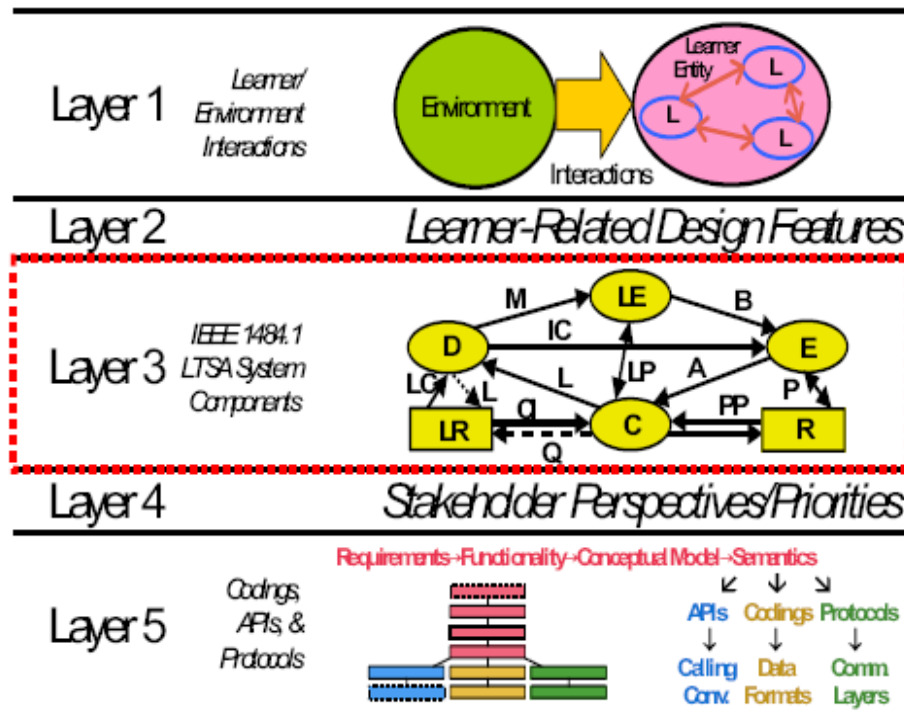 Layer 1
Learner/
Environment
Interactions
Environment
Interactions
Learner
Entity
L
L
L
Layer 2
Learner-Related Design Features
Layer 3
IEEE 1484.1
LTSA System
Components
M
LE
B
D
IC
E
LC
L
L
LP
A
P
LR
Q
C
PP
R
Layer 4
Stakeholder Perspectives/Priorities
Layer 5
Codings,
APIs, &
Protocols
Requirements→Functionality→Conceptual Model→Semantics
APIs Codings Protocols
Calling Data Comm.
Conv. Formats Layers